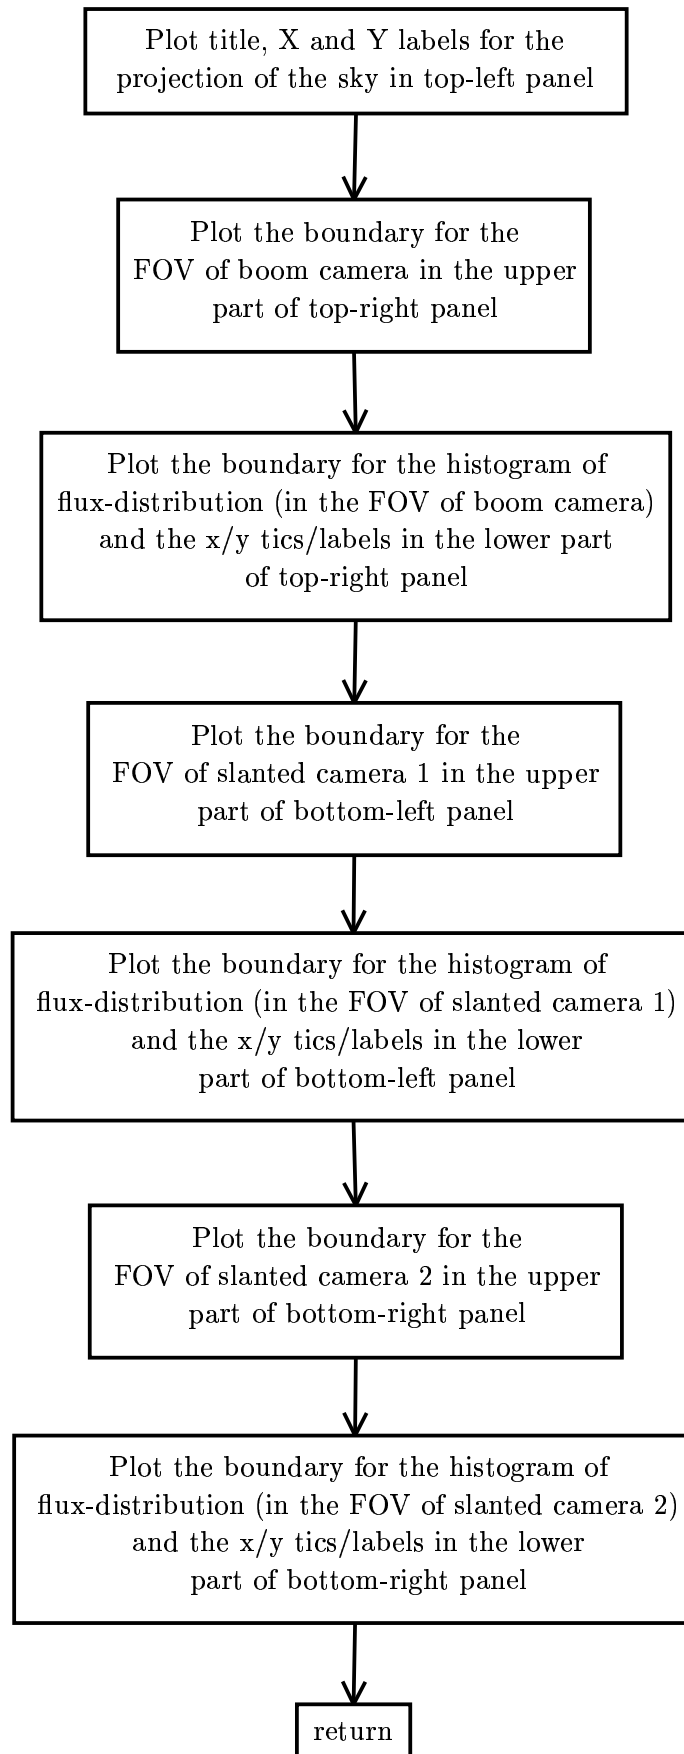 Plot title, X and Y labels for the
projection of the sky in top-left panel
Plot the boundary for the
FOV of boom camera in the upper
part of top-right panel
Plot the boundary for the histogram of
flux-distribution (in the FOV of boom camera)
and the x/y tics/labels in the lower part
of top-right panel
Plot the boundary for the
FOV of slanted camera 1 in the upper
part of bottom-left panel
Plot the boundary for the histogram of
flux-distribution (in the FOV of slanted camera 1)
and the x/y tics/labels in the lower
part of bottom-left panel
Plot the boundary for the
FOV of slanted camera 2 in the upper
part of bottom-right panel
Plot the boundary for the histogram of
flux-distribution (in the FOV of slanted camera 2)
and the x/y tics/labels in the lower
part of bottom-right panel
return